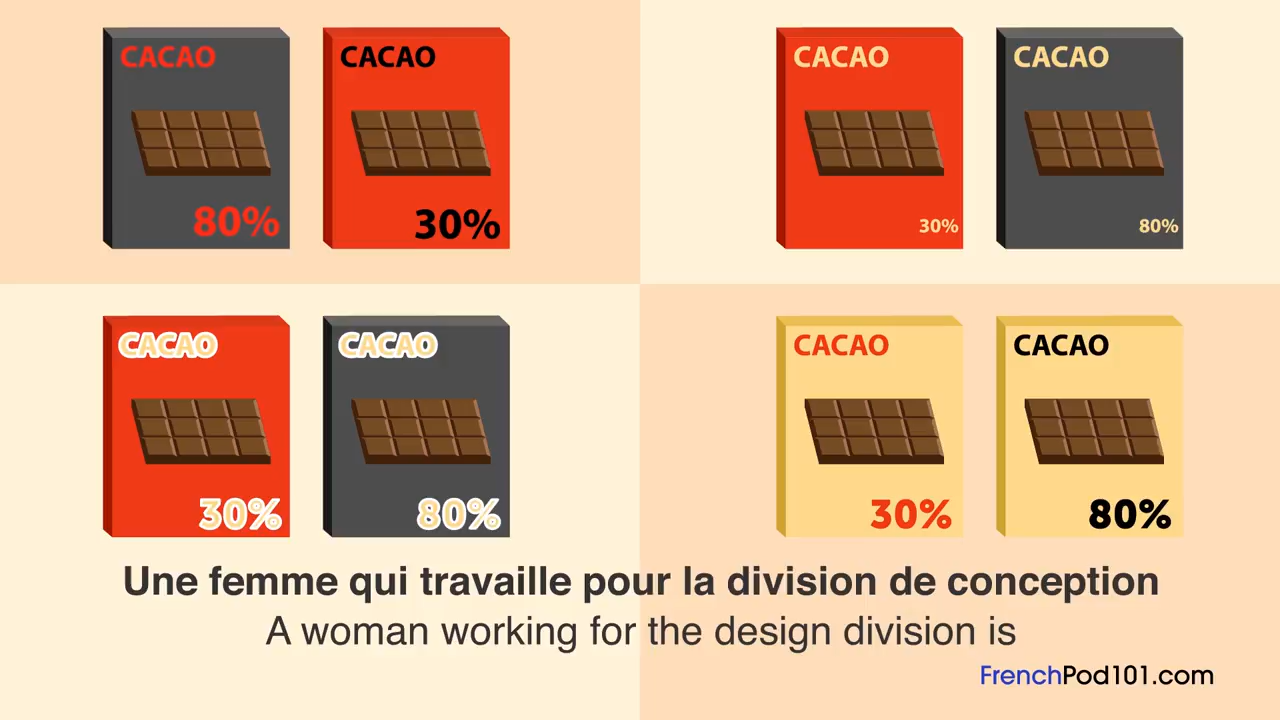 CACAO
80%
CACAO
30%
CACAO
30%
CACAO
80%
CACAO
30%
CACAO
80%
CACAO
30%
CACAO
80%
Une femme qui travaille pour la division de conception
A woman working for the design division is
FrenchPod101.com